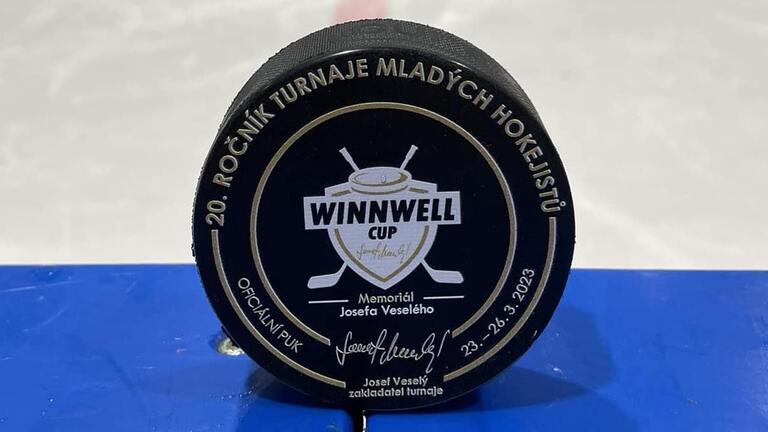 20. ROČNÍK TURNAJE MLADÝCH HOKEJISTŮ
WINNWELL
CUP
Memoriál
Josefa Veselého
OFICIÁLNÍ PUK
23.–26.3.2023
Josef Veselý
zakladatel turnaje